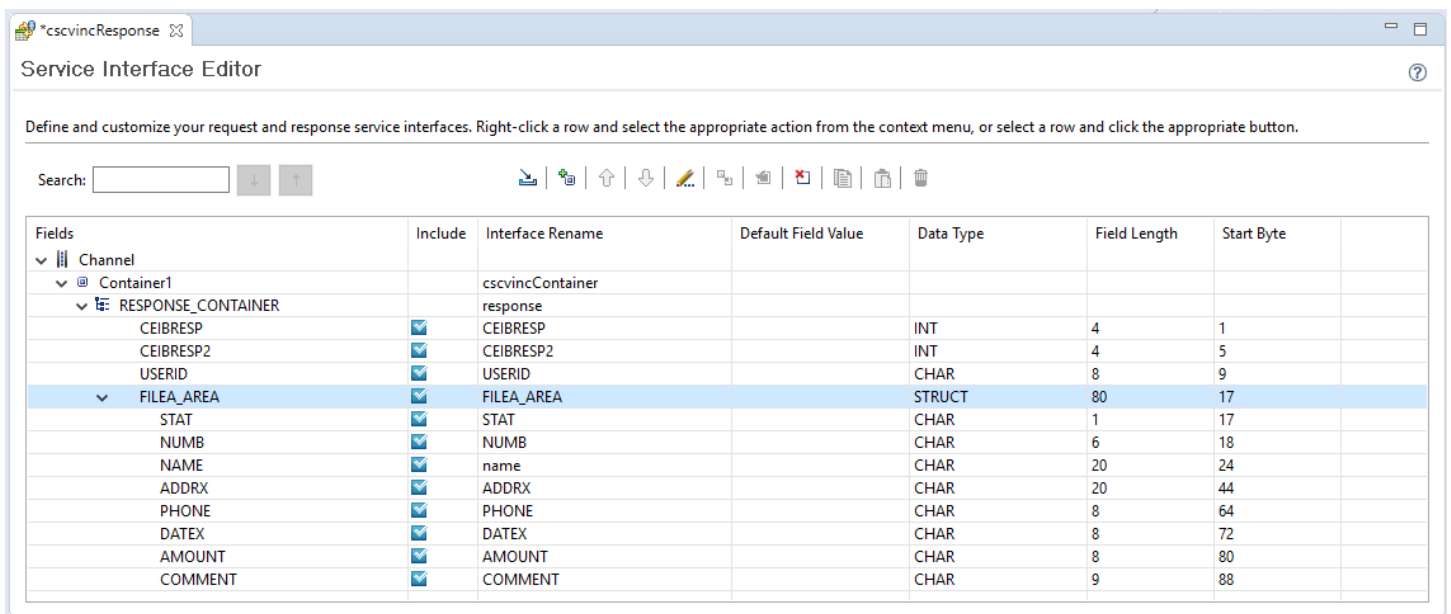 *cscvincResponse
Service Interface Editor
Define and customize your request and response service interfaces. Right-click a row and select the appropriate action from the context menu, or select a row and click the appropriate button.
Search:
Fields Include Interface Rename Default Field Value Data Type Field Length Start Byte
Channel
Container1 cscvincContainer
RESPONSE_CONTAINER response
CEIBRESP CEIBRESP INT 4 1
CEIBRESP2 CEIBRESP2 INT 4 5
USERID USERID CHAR 8 9
FILEA_AREA FILEA_AREA STRUCT 80 17
STAT STAT CHAR 1 17
NUMB NUMB CHAR 6 18
NAME name CHAR 20 24
ADDRX ADDRX CHAR 20 44
PHONE PHONE CHAR 8 64
DATEX DATEX CHAR 8 72
AMOUNT AMOUNT CHAR 8 80
COMMENT COMMENT CHAR 9 88